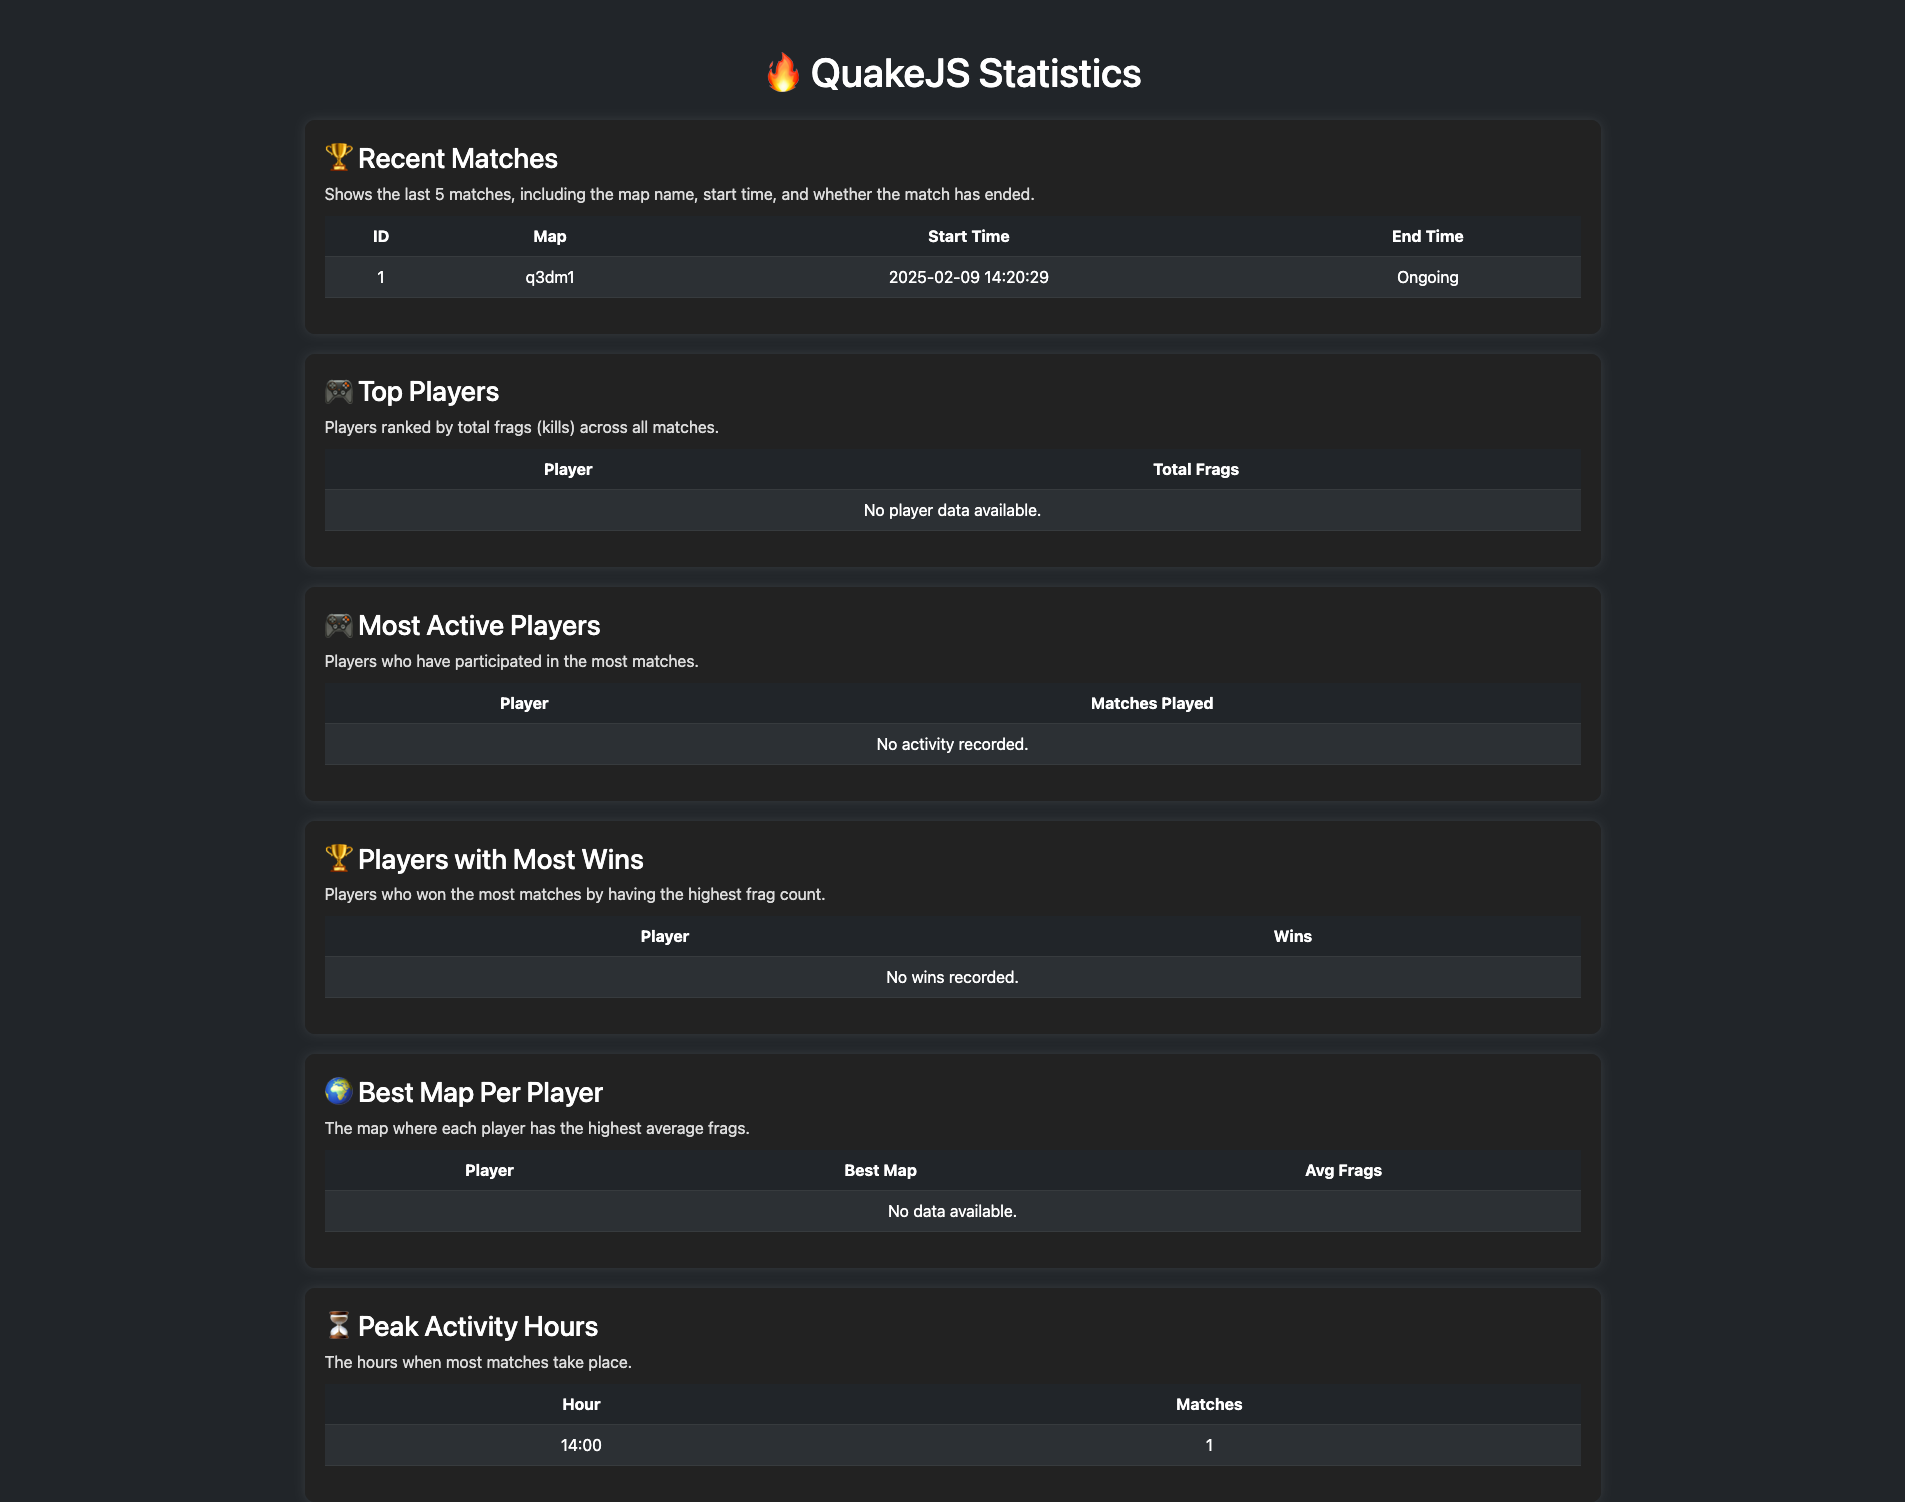 🔥 QuakeJS Statistics
🏆 Recent Matches
Shows the last 5 matches, including the map name, start time, and whether the match has ended.
ID Map Start Time End Time
1 q3dm1 2025-02-09 14:20:29 Ongoing
🎮 Top Players
Players ranked by total frags (kills) across all matches.
Player Total Frags
No player data available.
🎮 Most Active Players
Players who have participated in the most matches.
Player Matches Played
No activity recorded.
🏆 Players with Most Wins
Players who won the most matches by having the highest frag count.
Player Wins
No wins recorded.
🌍 Best Map Per Player
The map where each player has the highest average frags.
Player Best Map Avg Frags
No data available.
⏳ Peak Activity Hours
The hours when most matches take place.
Hour Matches
14:00 1